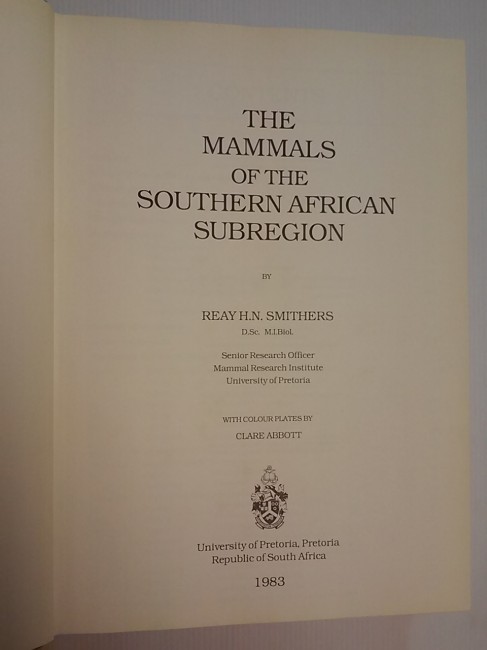 THE
MAMMALS
OF THE
SOUTHERN AFRICAN
SUBREGION
BY
REAY H.N. SMITHERS
D.Sc. M.I.Biol.
Senior Research Officer
Mammal Research Institute
University of Pretoria
WITH COLOUR PLATES BY
CLARE ABBOTT
University of Pretoria, Pretoria
Republic of South Africa
1983